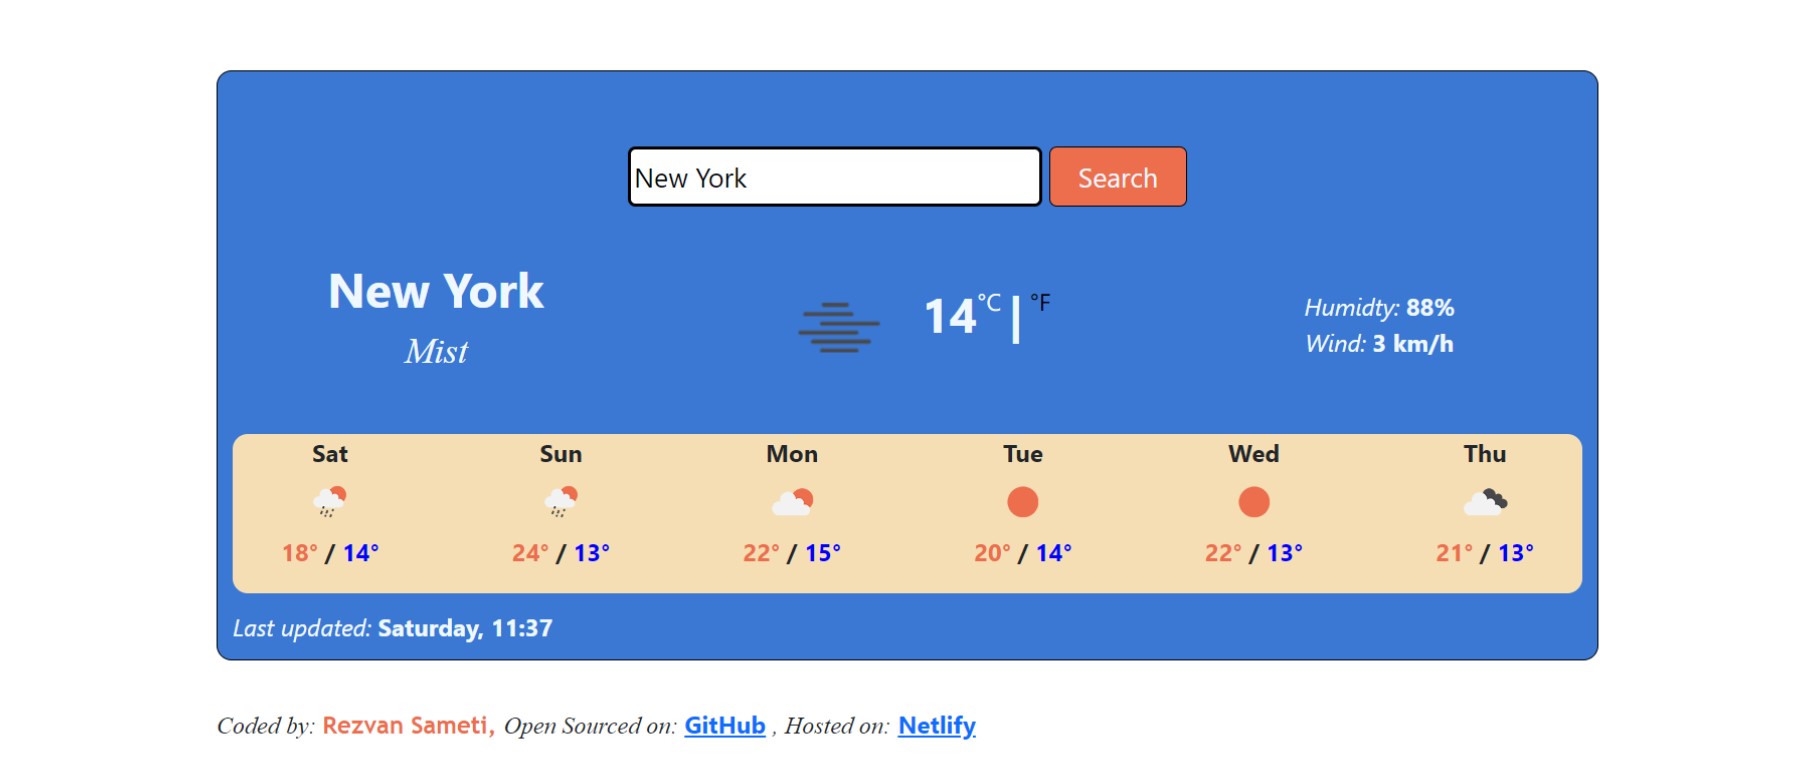 New York
Search
New York
Mist
14 °C | °F
Humidty: 88%
Wind: 3 km/h
Sat Sun Mon Tue Wed Thu
18° / 14° 24° / 13° 22° / 15° 20° / 14° 22° / 13° 21° / 13°
Last updated: Saturday, 11:37
Coded by: Rezvan Sameti, Open Sourced on: GitHub , Hosted on: Netlify